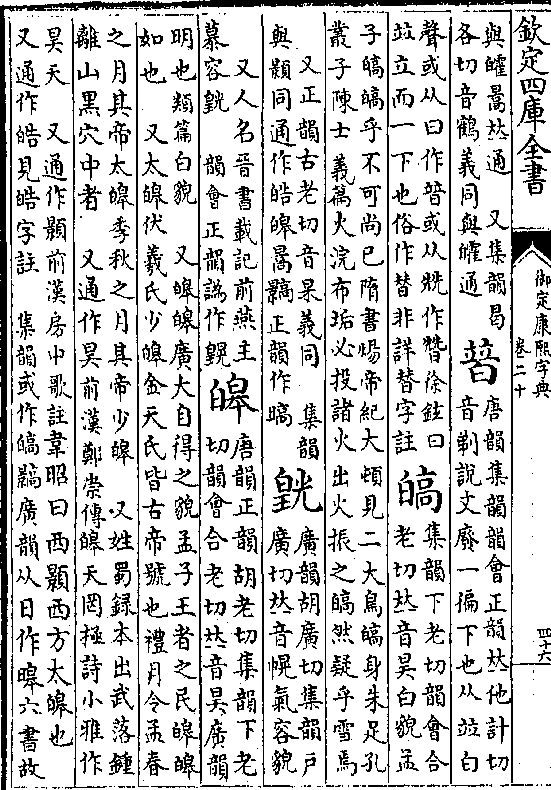 欽定四庫全書
御定康熙字典
卷二十
四十六
與皬暠𠀤通　又集韻曷
各切音鶴義同與皬通
暜
唐韻集韻韻會正韻𠀤他計切
音剃說文廢一偏下也从竝白
聲或从曰作朁或从兟作賛徐鉉曰
竝立而一下也俗作替非詳替字註
皜
集韻下老切韻會合
老切𠀤音昊白貌孟
子皜皜乎不可尚已隋書煬帝紀大頓見二大鳥皜身朱足孔
叢子陳士義篇火浣布垢必投諸火出火振之皜然疑乎雪焉
又正韻古老切音杲義同　集韻
與顥同通作皓皞暠正韻作暠
皝
廣韻胡廣切集韻戶
廣切𠀤音幌氣容貌
又人名晉書載記前燕主
慕容皝　韻會正韻譌作皝
皞
唐韻正韻胡老切集韻下老
切韻會合老切𠀤音昊廣韻
明也類篇白貌　又皞皞廣大自得之貌孟子王者之民皞皞
如也　又太皞伏羲氏少皞金天氏皆古帝號也禮月令孟春
之月其帝太皞季秋之月其帝少皞　又姓蜀錄本出武落鍾
離山黑穴中者　又通作昊前漢鄭崇傳皞天罔極詩小雅作
昊天　又通作顥前漢房中歌註韋昭曰西顥西方太皞也
又通作皓見皓字註　集韻或作皜廣韻从日作暤六書故